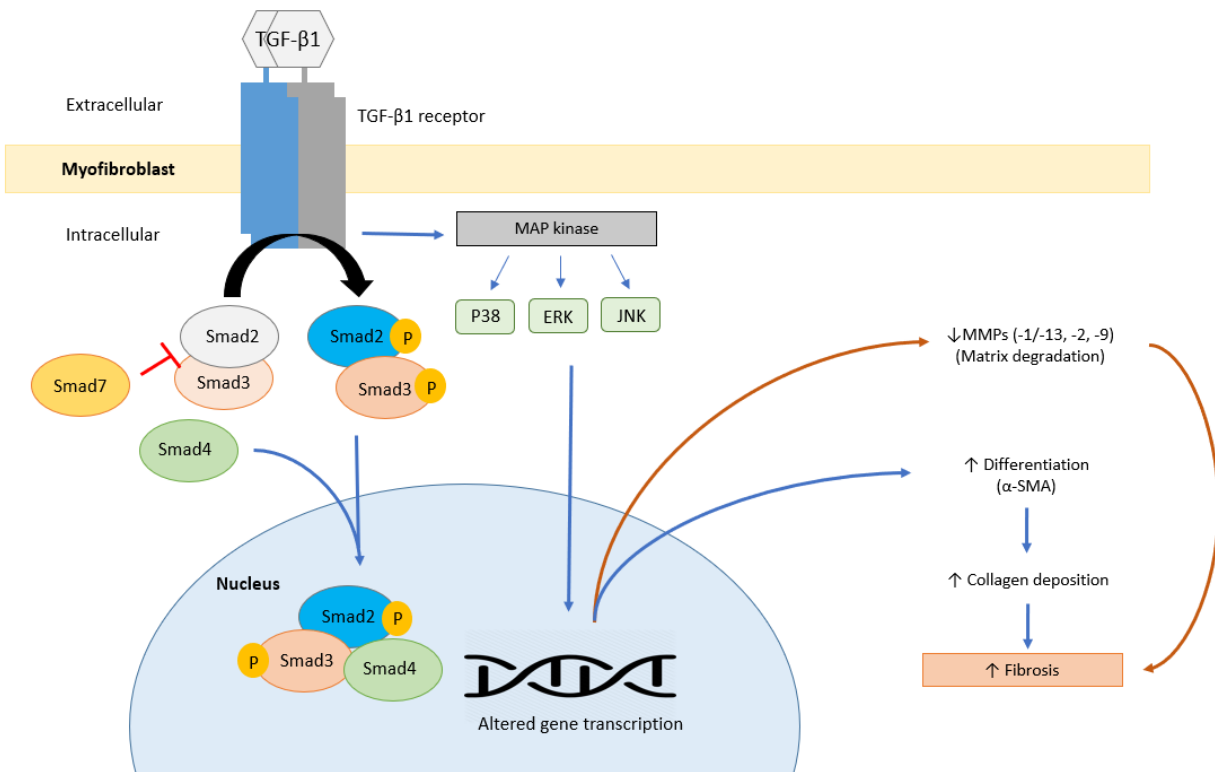 TGF-β1
Extracellular
TGF-β1 receptor
Myofibroblast
Intracellular
MAP kinase
P38
ERK
JNK
Smad2
Smad3
Smad2
P
Smad3
P
Smad7
Smad4
↓MMPs (-1/-13, -2, -9)
(Matrix degradation)
↑ Differentiation
(α-SMA)
↑ Collagen deposition
↑ Fibrosis
Nucleus
Smad2
P
P
Smad3
Smad4
Altered gene transcription